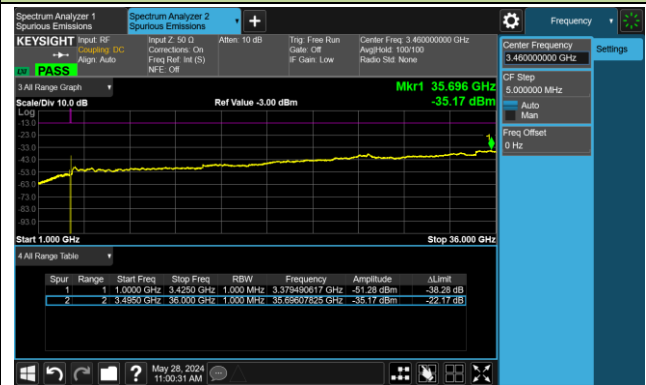 Spectrum Analyzer 1
Spurious Emissions
Spectrum Analyzer 2
Spurious Emissions
Frequency
KEYSIGHT
Input: RF
Coupling: DC
Align: Auto
Input Z: 50 Ω
Corrections: On
Freq Ref: Int (S)
NFE: Off
Atten: 10 dB
Trig: Free Run
Gate: Off
IF Gain: Low
Center Freq: 3.460000000 GHz
Avg|Hold: 100/100
Radio Std: None
PASS
Center Frequency
3.460000000 GHz
Settings
CF Step
5.000000 MHz
Auto
Man
Freq Offset
0 Hz
3 All Range Graph
Mkr1 35.696 GHz
Scale/Div 10.0 dB
Ref Value -3.00 dBm
-35.17 dBm
Log
-13.0
-23.0
-33.0
-43.0
-53.0
-63.0
-73.0
-83.0
-93.0
1
Start 1.000 GHz
Stop 36.000 GHz
4 All Range Table
Spur Range Start Freq Stop Freq RBW Frequency Amplitude ΔLimit
1 1 1.0000 GHz 3.4250 GHz 1.000 MHz 3.379490617 GHz -51.28 dBm -38.28 dB
2 2 3.4950 GHz 36.000 GHz 1.000 MHz 35.69607825 GHz -35.17 dBm -22.17 dB
?
May 28, 2024
11:00:31 AM